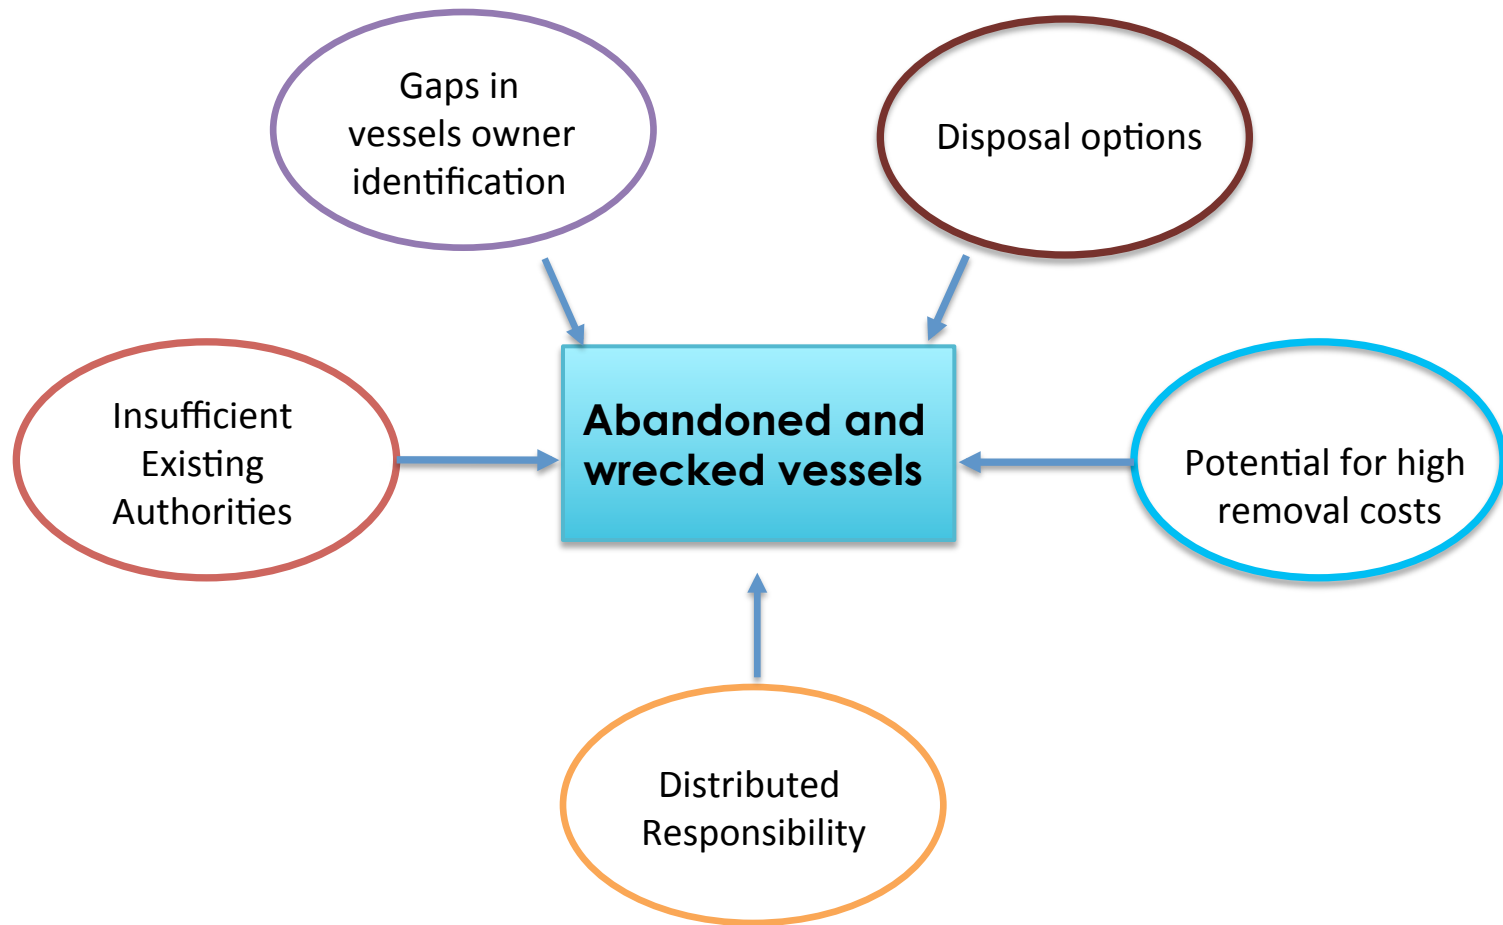 Gaps in
vessels owner
identification
Disposal options
Insufficient
Existing
Authorities
Abandoned and
wrecked vessels
Potential for high
removal costs
Distributed
Responsibility